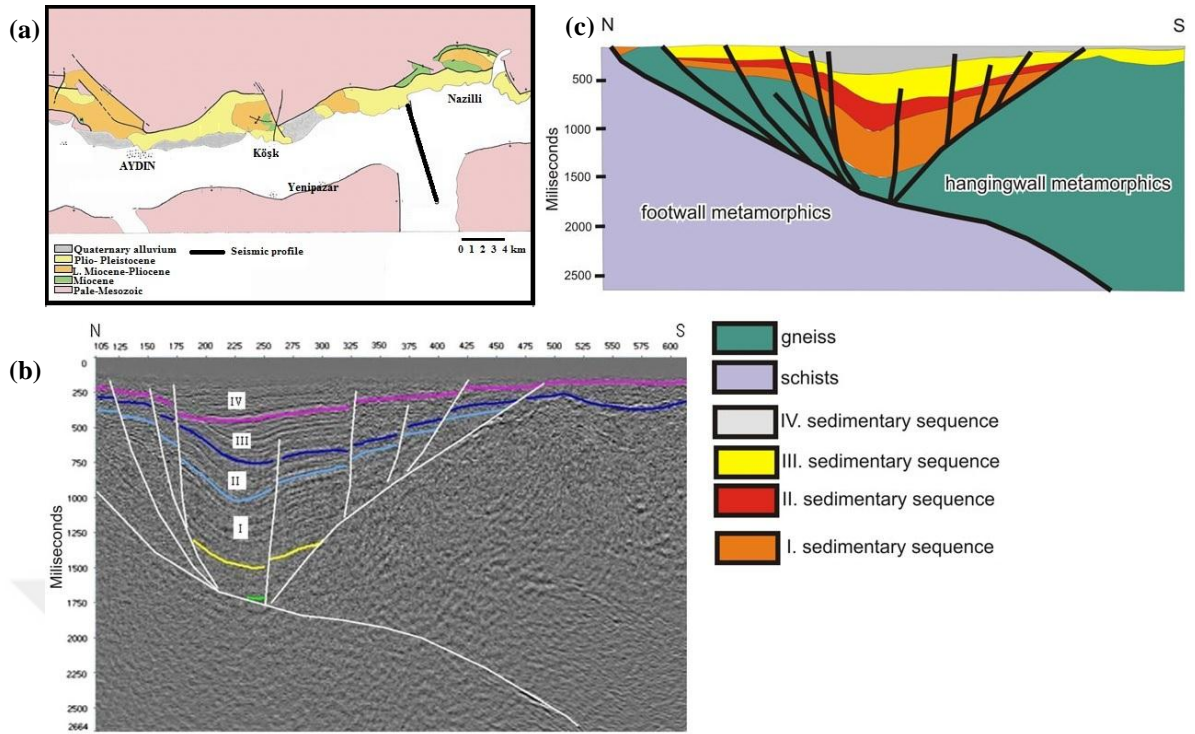 (a)
Nazilli
AYDIN
Köşk
Yenipazar
Quaternary alluvium
Seismic profile
Plio- Pleistocene
L. Miocene-Pliocene
Miocene
Pale-Mesozoic
0 1 2 3 4 km
(c)
N
S
500
1000
1500
2000
2500
Miliseconds
footwall metamorphics
hangingwall metamorphics
(b)
N
S
105 125 150 175 200 225 250 275 300 325 350 375 400 425 450 475 500 525 550 575 600
0
250
500
750
1000
1250
1500
1750
2000
2250
2500
2664
Miliseconds
IV
III
II
I
gneiss
schists
IV. sedimentary sequence
III. sedimentary sequence
II. sedimentary sequence
I. sedimentary sequence